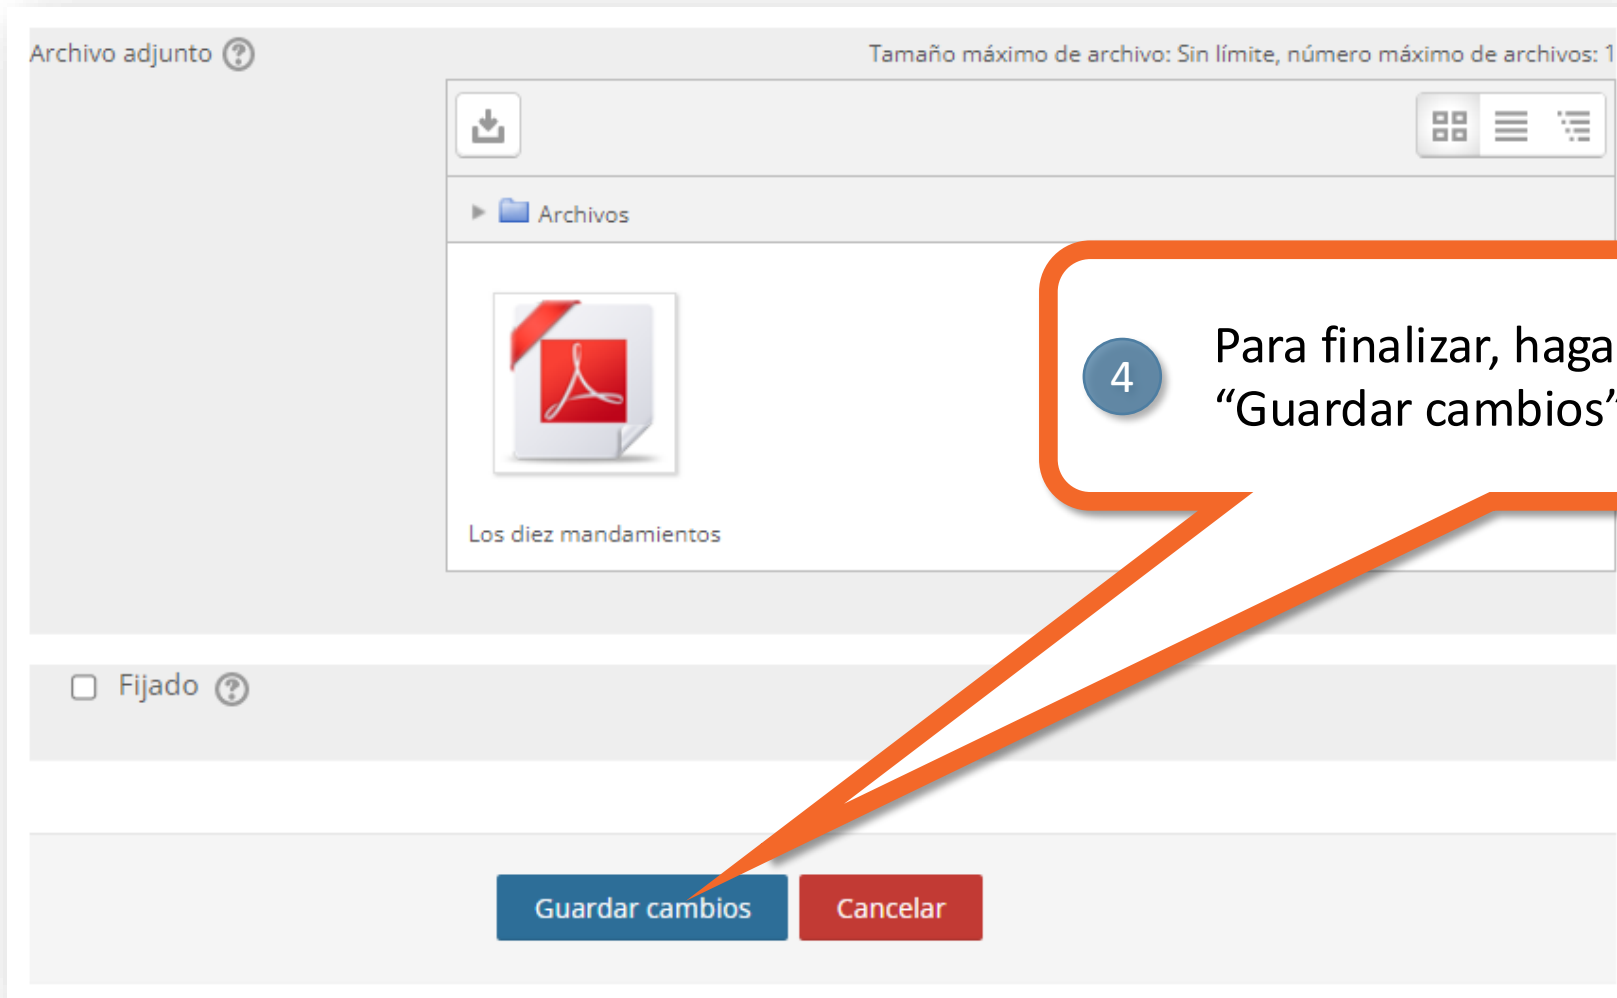 Archivo adjunto ?
Tamaño máximo de archivo: Sin límite, número máximo de archivos: 1
Archivos
4
Para finalizar, haga
“Guardar cambios”
Los diez mandamientos
Fijado ?
Guardar cambios
Cancelar